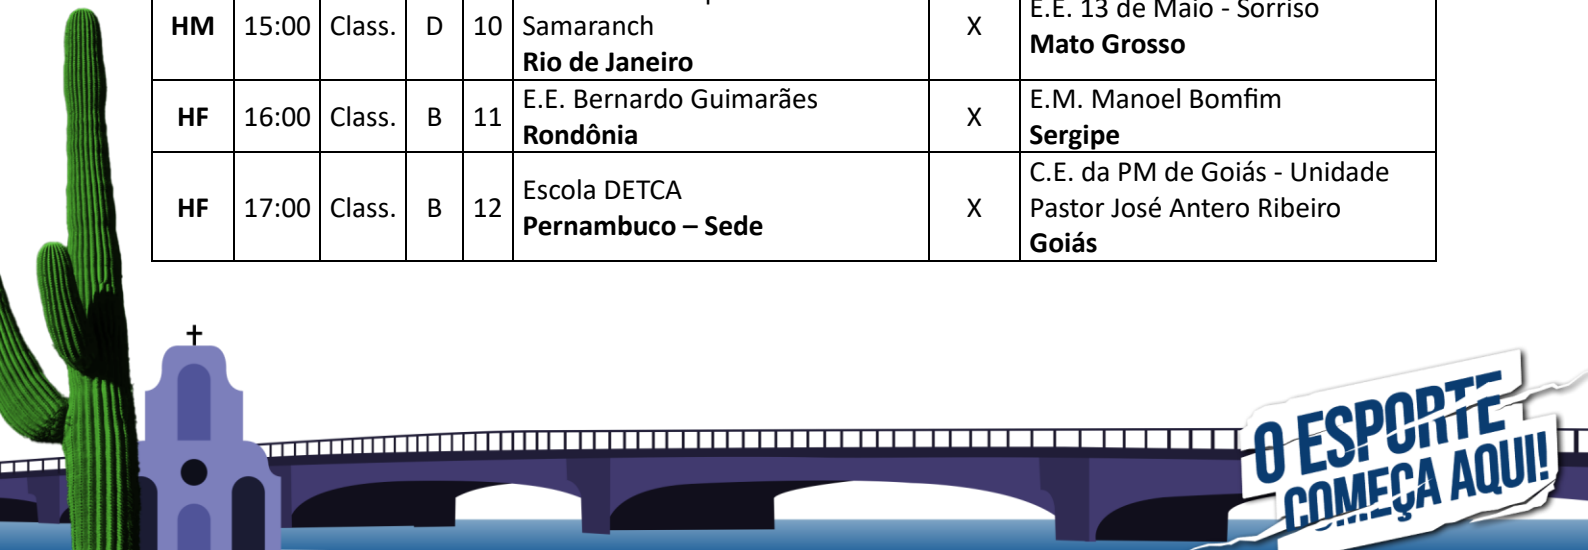 E.E. 13 de Maio - Sorriso
HM 15:00 Class. D 10 Samaranch X Mato Grosso
Rio de Janeiro
HF 16:00 Class. B 11 E.E. Bernardo Guimarães X E.M. Manoel Bomfim
Rondônia Sergipe
HF 17:00 Class. B 12 Escola DETCA X C.E. da PM de Goiás - Unidade
Pernambuco – Sede Pastor José Antero Ribeiro
Goiás
O ESPORTE
COMEÇA AQUI!